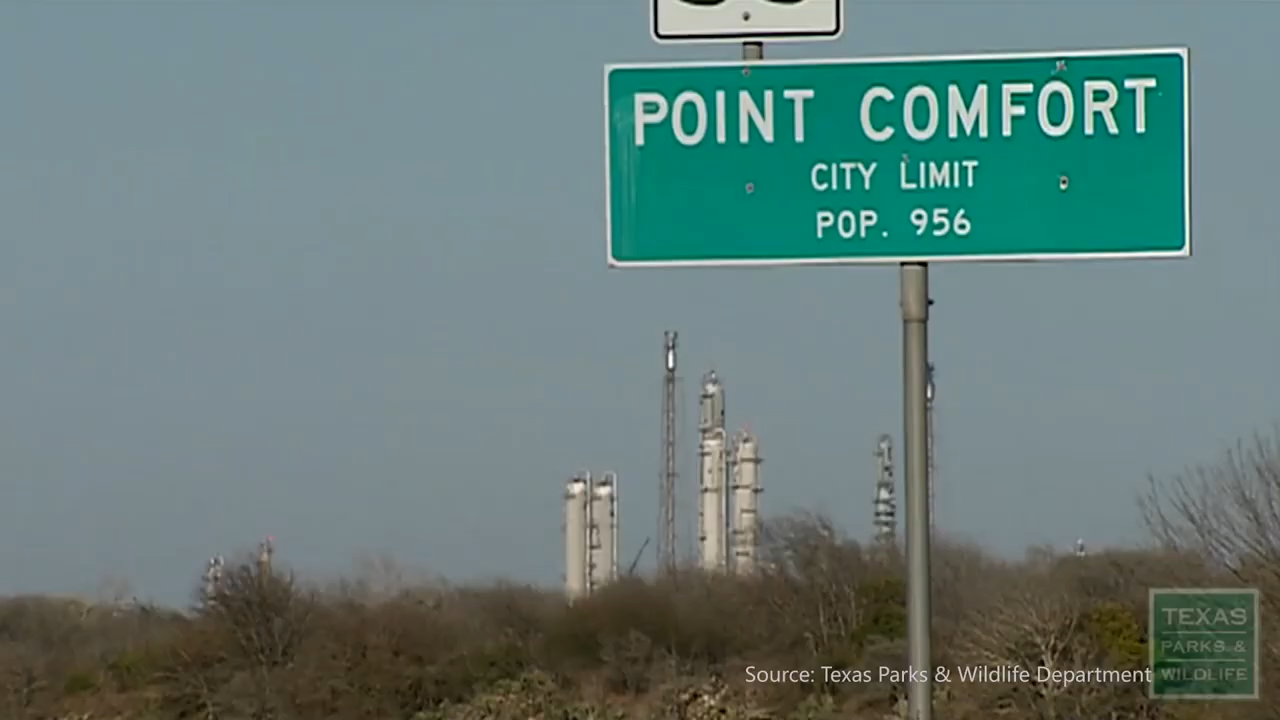 POINT COMFORT
CITY LIMIT
POP. 956
TEXAS
PARKS &
WILDLIFE
Source: Texas Parks & Wildlife Department